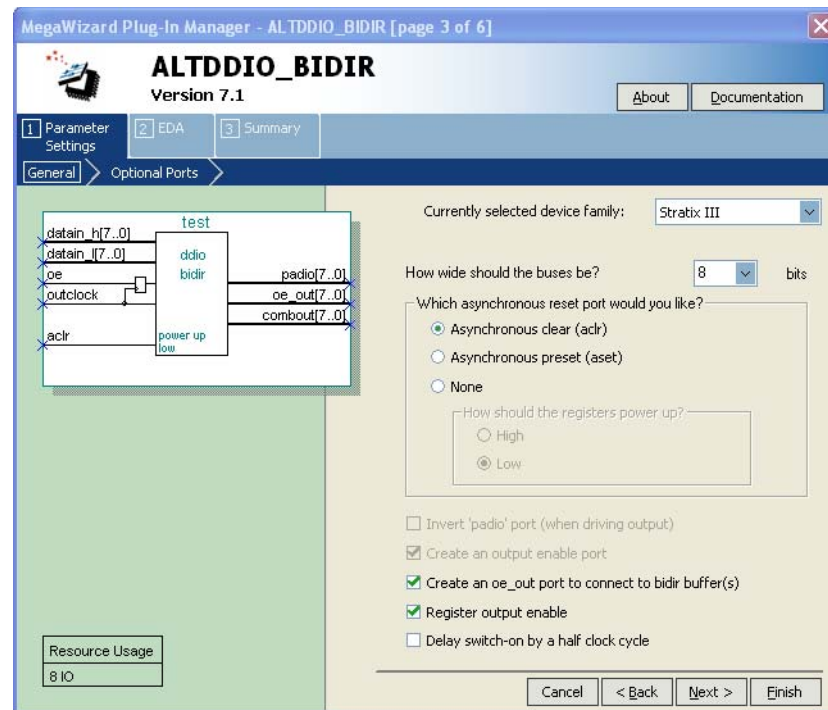 MegaWizard Plug-In Manager - ALTDDIO_BIDIR [page 3 of 6]
ALTDDIO_BIDIR
Version 7.1
About
Documentation
1 Parameter Settings
2 EDA
3 Summary
General
Optional Ports
test
datain_h[7..0]
datain_l[7..0]
oe
outclock
aclr
ddio
bidir
power up
low
padio[7..0]
oe_out[7..0]
combout[7..0]
Resource Usage
8 IO
Currently selected device family:
Stratix III
How wide should the buses be?
8
bits
Which asynchronous reset port would you like?
Asynchronous clear (aclr)
Asynchronous preset (aset)
None
How should the registers power up?
High
Low
Invert 'padio' port (when driving output)
Create an output enable port
Create an oe_out port to connect to bidir buffer(s)
Register output enable
Delay switch-on by a half clock cycle
Cancel
< Back
Next >
Finish